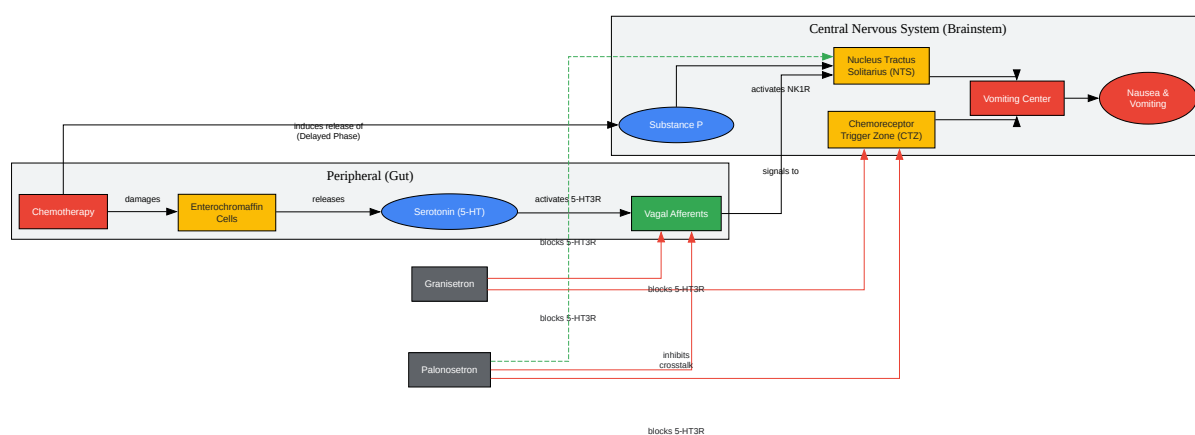 Central Nervous System (Brainstem)
Nucleus Tractus
Solitarius (NTS)
activates NK1R
Vomiting Center
Nausea &
Vomiting
Substance P
Chemoreceptor
Trigger Zone (CTZ)
induces release of
(Delayed Phase)
signals to
Peripheral (Gut)
Chemotherapy
damages
Enterochromaffin
Cells
releases
Serotonin (5-HT)
activates 5-HT3R
Vagal Afferents
blocks 5-HT3R
Granisetron
blocks 5-HT3R
blocks 5-HT3R
Palonosetron
inhibits
crosstalk
blocks 5-HT3R